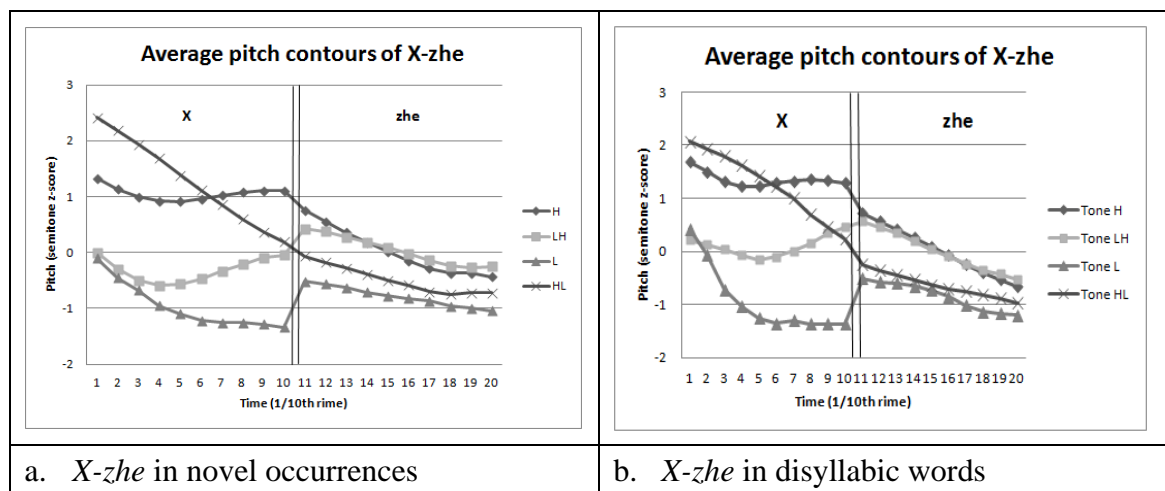 Average pitch contours of X-zhe
3
2
1
0
-1
-2
Pitch (semitone z-score)
X
zhe
H
LH
L
HL
1 2 3 4 5 6 7 8 9 10 11 12 13 14 15 16 17 18 19 20
Time (1/10th rime)
a. X-zhe in novel occurrences
Average pitch contours of X-zhe
3
2
1
0
-1
-2
Pitch (semitone z-score)
X
zhe
Tone H
Tone LH
Tone L
Tone HL
1 2 3 4 5 6 7 8 9 10 11 12 13 14 15 16 17 18 19 20
Time (1/10th rime)
b. X-zhe in disyllabic words